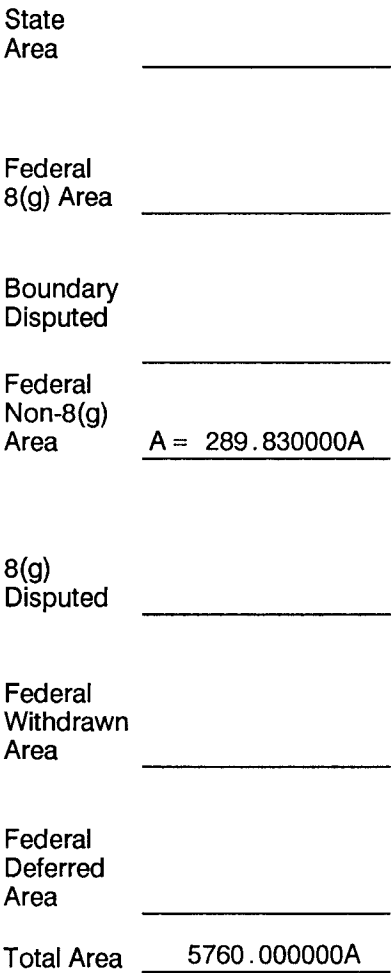 State
Area
Federal
8(g) Area
Boundary
Disputed
Federal
Non-8(g)
Area A = 289.830000A
8(g)
Disputed
Federal
Withdrawn
Area
Federal
Deferred
Area
Total Area 5760.000000A